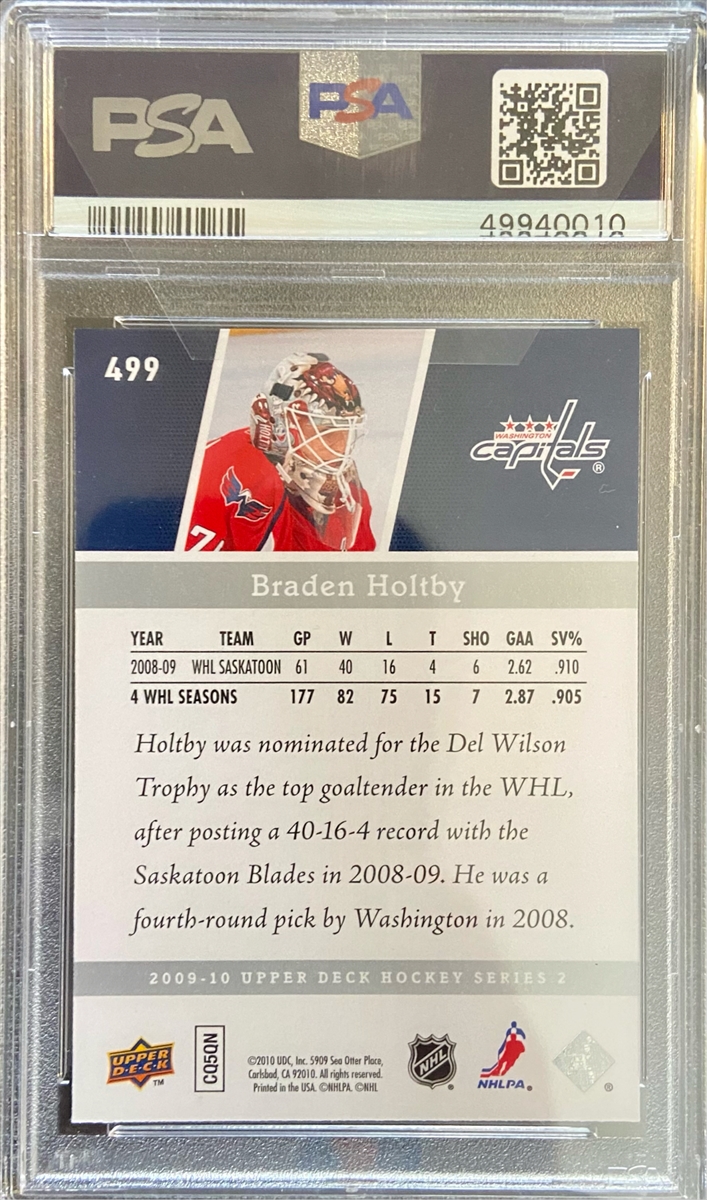 PSA
PSA
49940010
499
WASHINGTON
capitals ®
7
Braden Holtby
YEAR TEAM GP W L T SHO GAA SV%
2008-09 WHL SASKATOON 61 40 16 4 6 2.62 .910
4 WHL SEASONS 177 82 75 15 7 2.87 .905
Holtby was nominated for the Del Wilson
Trophy as the top goaltender in the WHL,
after posting a 40-16-4 record with the
Saskatoon Blades in 2008-09. He was a
fourth-round pick by Washington in 2008.
2009-10 UPPER DECK HOCKEY SERIES 2
UPPER
D·E·C·K
TM
CQ5QN
©2010 UDC, Inc. 5909 Sea Otter Place,
Carlsbad, CA 92010. All rights reserved.
Printed in the USA. ©NHLPA. ©NHL
NHL ®
NHLPA ®
®